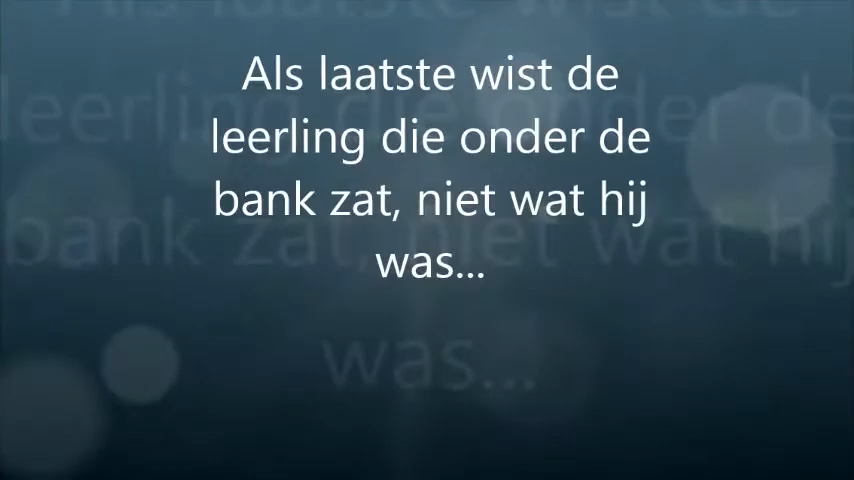 Als laatste wist de
leerling die onder de
bank zat, niet wat hij
was...